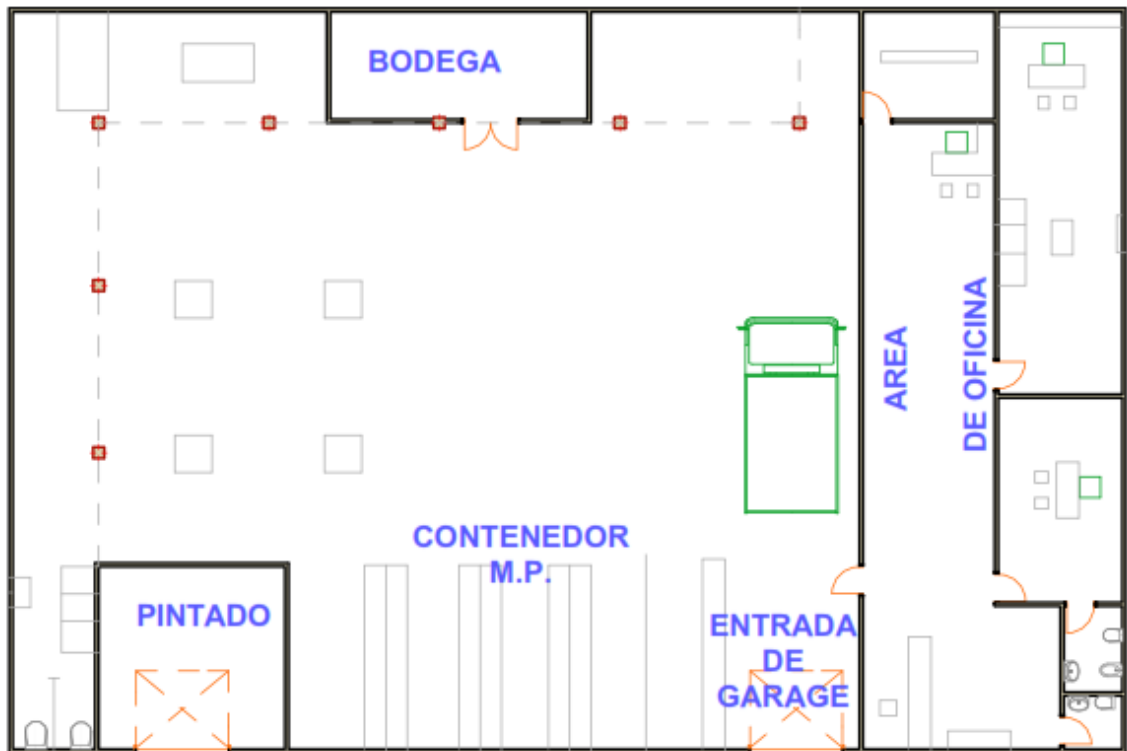 BODEGA
AREA
DE OFICINA
CONTENEDOR
M.P.
PINTADO
ENTRADA
DE
GARAGE